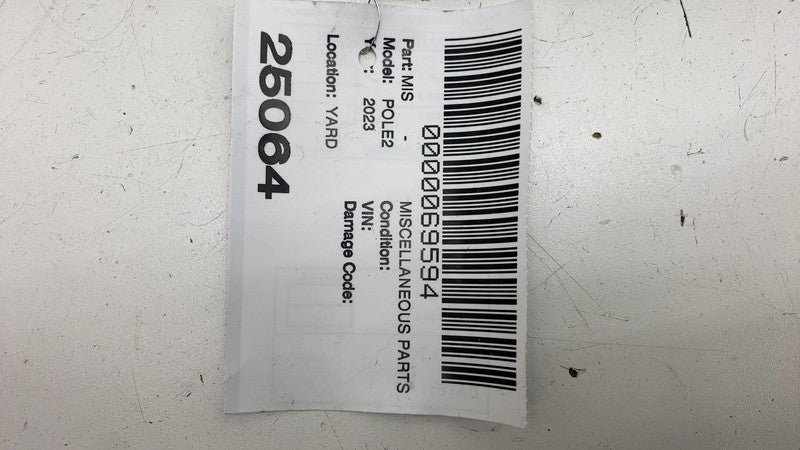 0000069594
Part: MIS - MISCELLANEOUS PARTS
Model: POLE2 Condition:
2023 VIN:
Damage Code:
Location: YARD
25064